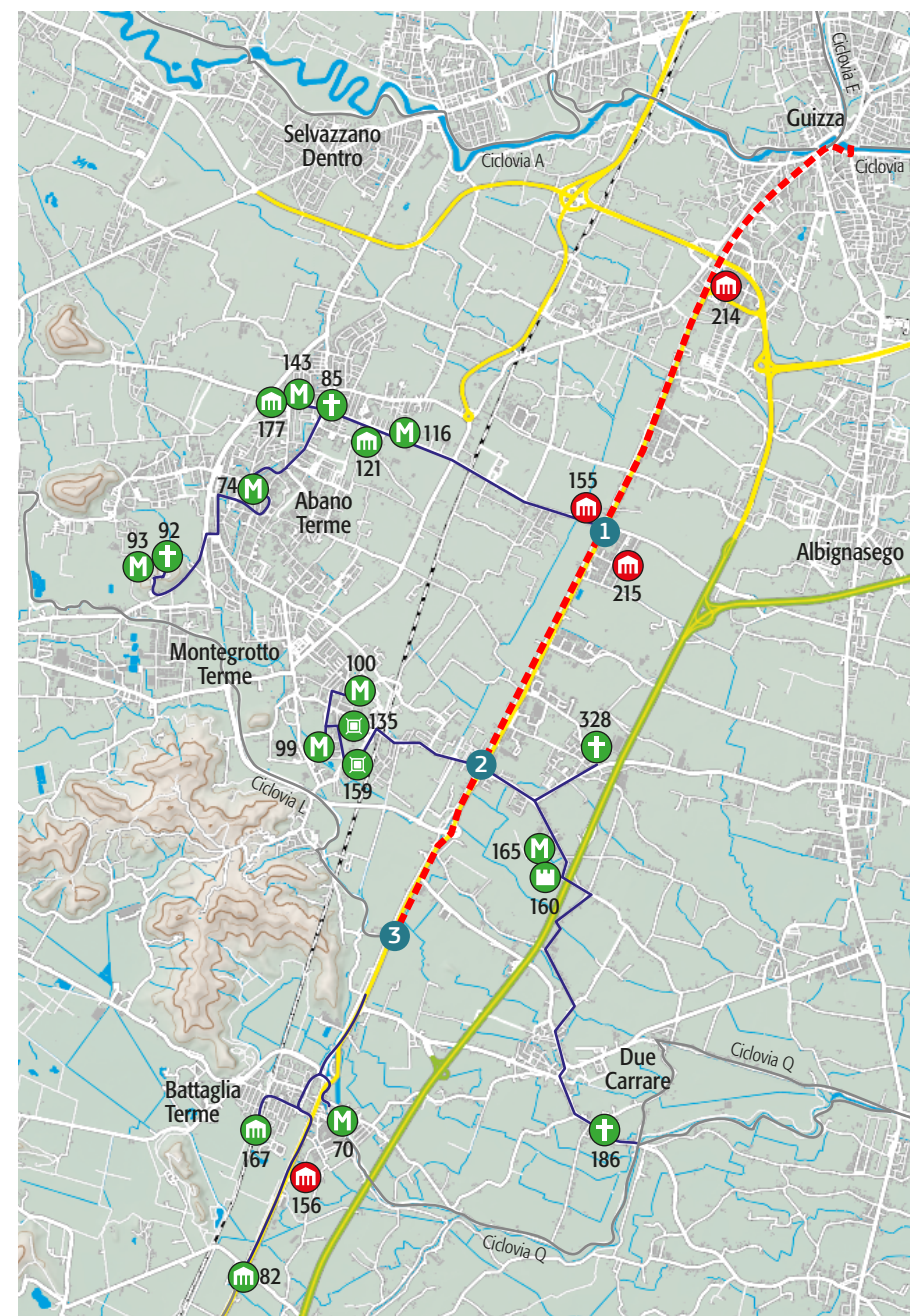 Ciclovia E
Guizza
Selvazzano
Dentro
Ciclovia A
Ciclovia
214
143
85
177
M
116
121
M
155
74
M
Abano
Terme
1
93
92
M
215
Albignasego
Montegrotto
Terme
100
M
135
328
99
M
159
2
Ciclovia L
165
M
160
3
Due
Carrare
Ciclovia Q
Battaglia
Terme
M
167
70
186
156
Ciclovia Q
82